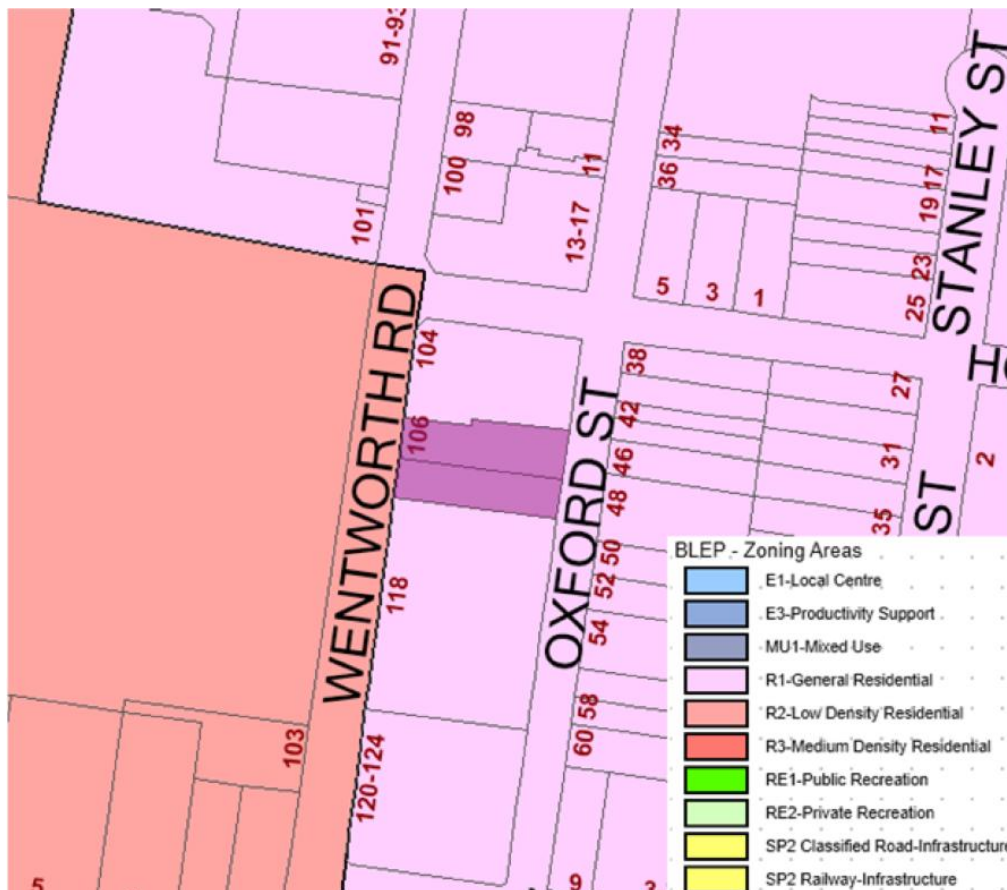 91-93
98
100
101
11
13-17
34
36
5
3
1
11
17
19
23
25
STANLEY ST
WENTWORTH RD
104
106
118
120-124
103
5
OXFORD ST
38
42
46
48
50
52
54
58
60
27
31
35
2
ST
H
9
BLEP - Zoning Areas
E1-Local Centre
E3-Productivity Support
MU1-Mixed Use
R1-General Residential
R2-Low Density Residential
R3-Medium Density Residential
RE1-Public Recreation
RE2-Private Recreation
SP2 Classified Road-Infrastructure
SP2 Railway-Infrastructure